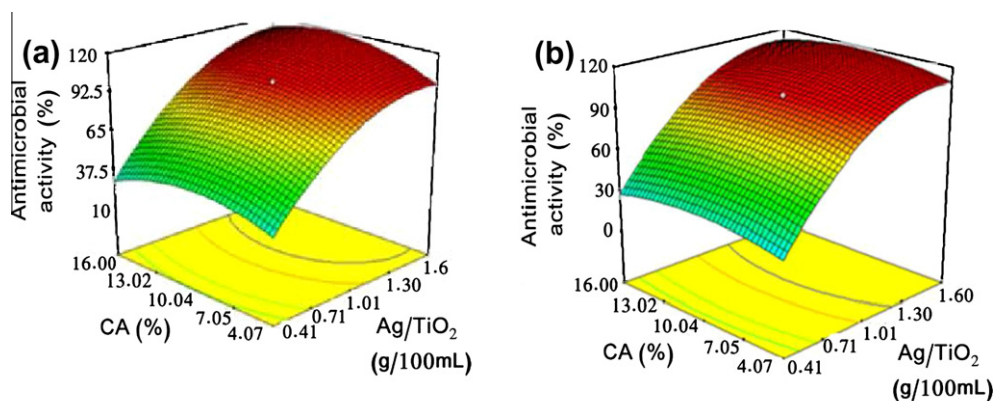 (a)
Antimicrobial
activity (%)
120
92.5
65
37.5
10
16.00
13.02
10.04
7.05
4.07
CA (%)
0.41
0.71
1.01
1.30
1.6
Ag/TiO₂
(g/100mL)
(b)
Antimicrobial
activity (%)
120
90
60
30
0
16.00
13.02
10.04
7.05
4.07
CA (%)
0.41
0.71
1.01
1.30
1.60
Ag/TiO₂
(g/100mL)